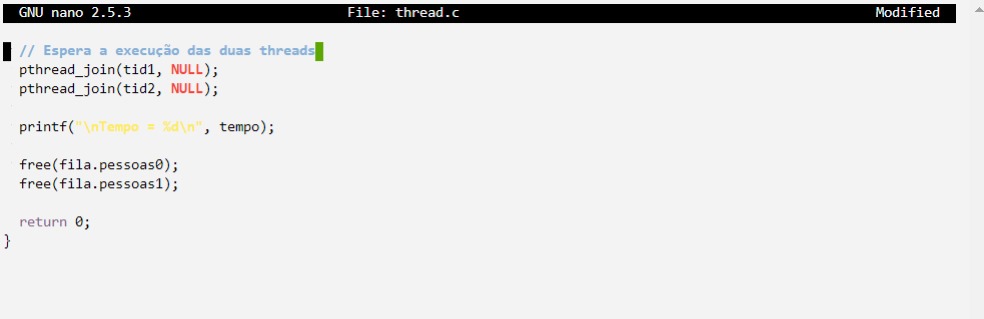 GNU nano 2.5.3 File: thread.c Modified
// Espera a execução das duas threads
pthread_join(tid1, NULL);
pthread_join(tid2, NULL);
printf("\nTempo = %d\n", tempo);
free(fila.pessoas0);
free(fila.pessoas1);
return 0;
}